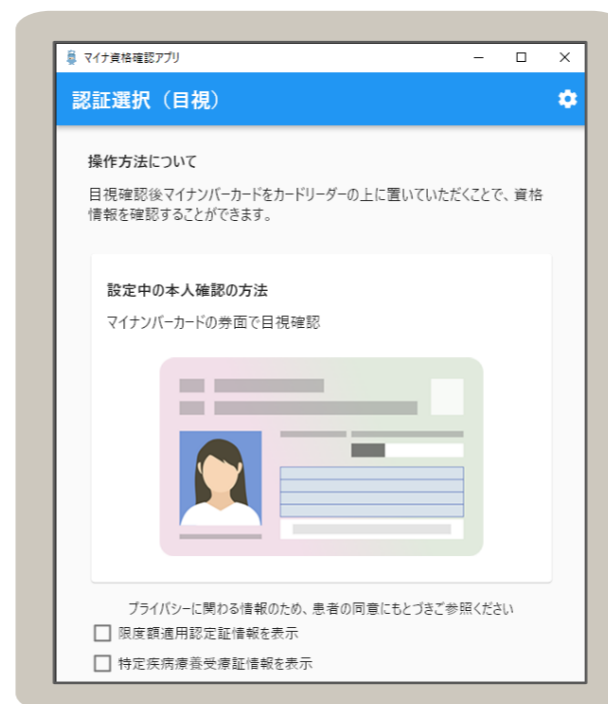 マイナ資格確認アプリ
認証選択（目視）
操作方法について
目視確認後マイナンバーカードをカードリーダーの上に置いていただくことで、資格
情報を確認することができます。
設定中の本人確認の方法
マイナンバーカードの券面で目視確認
プライバシーに関わる情報のため、患者の同意にもとづきご参照ください
限度額適用認定証情報を表示
特定疾病療養受療証情報を表示